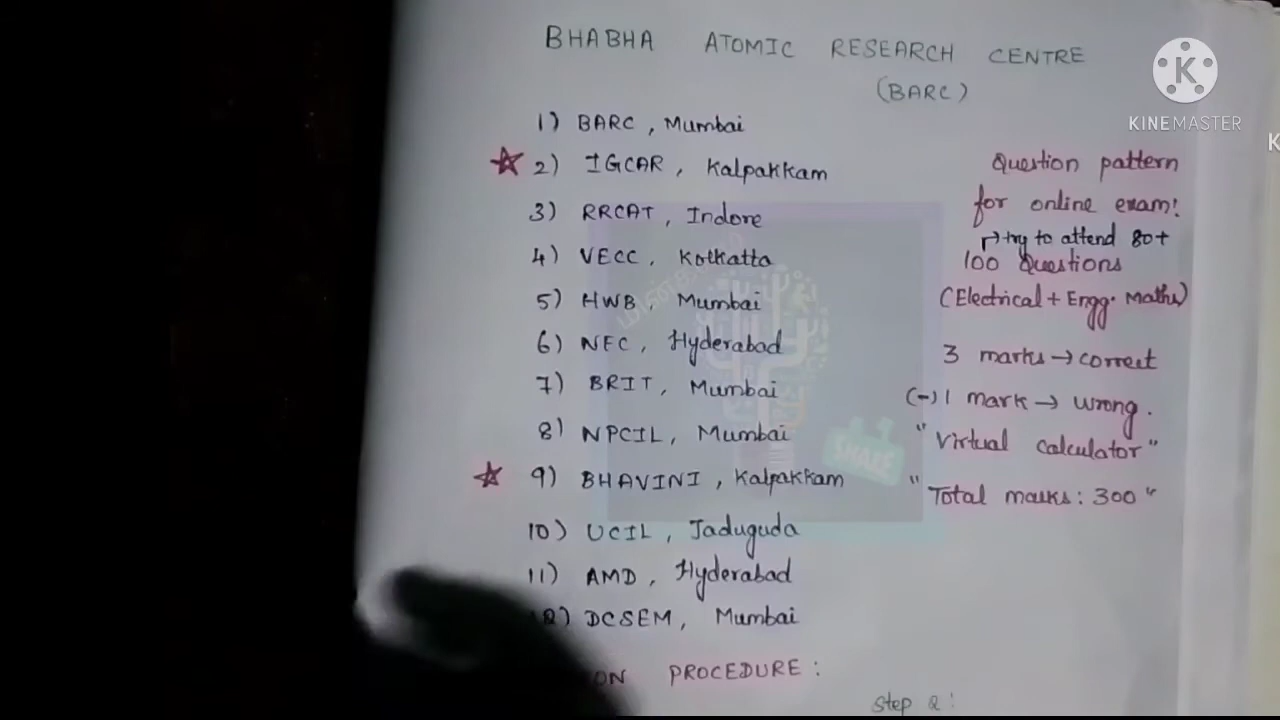 BHABHA ATOMIC RESEARCH CENTRE
(BARC)
1) BARC, Mumbai
2) IGCAR, Kalpakkam
3) RRCAT, Indore
4) VECC, Kolkatta
5) HWB, Mumbai
6) NFC, Hyderabad
7) BRIT, Mumbai
8) NPCIL, Mumbai
9) BHAVINI, Kalpakkam
10) UCIL, Jaduguda
11) AMD, Hyderabad
DCSEM, Mumbai
PROCEDURE:
Step 2:
Question pattern
for online exam!
try to attend 80+
100 Questions
(Electrical + Engg. Maths)
3 marks → correct
(-) 1 mark → wrong.
"Virtual calculator"
"Total marks: 300"
SHARE
KINEMASTER
K